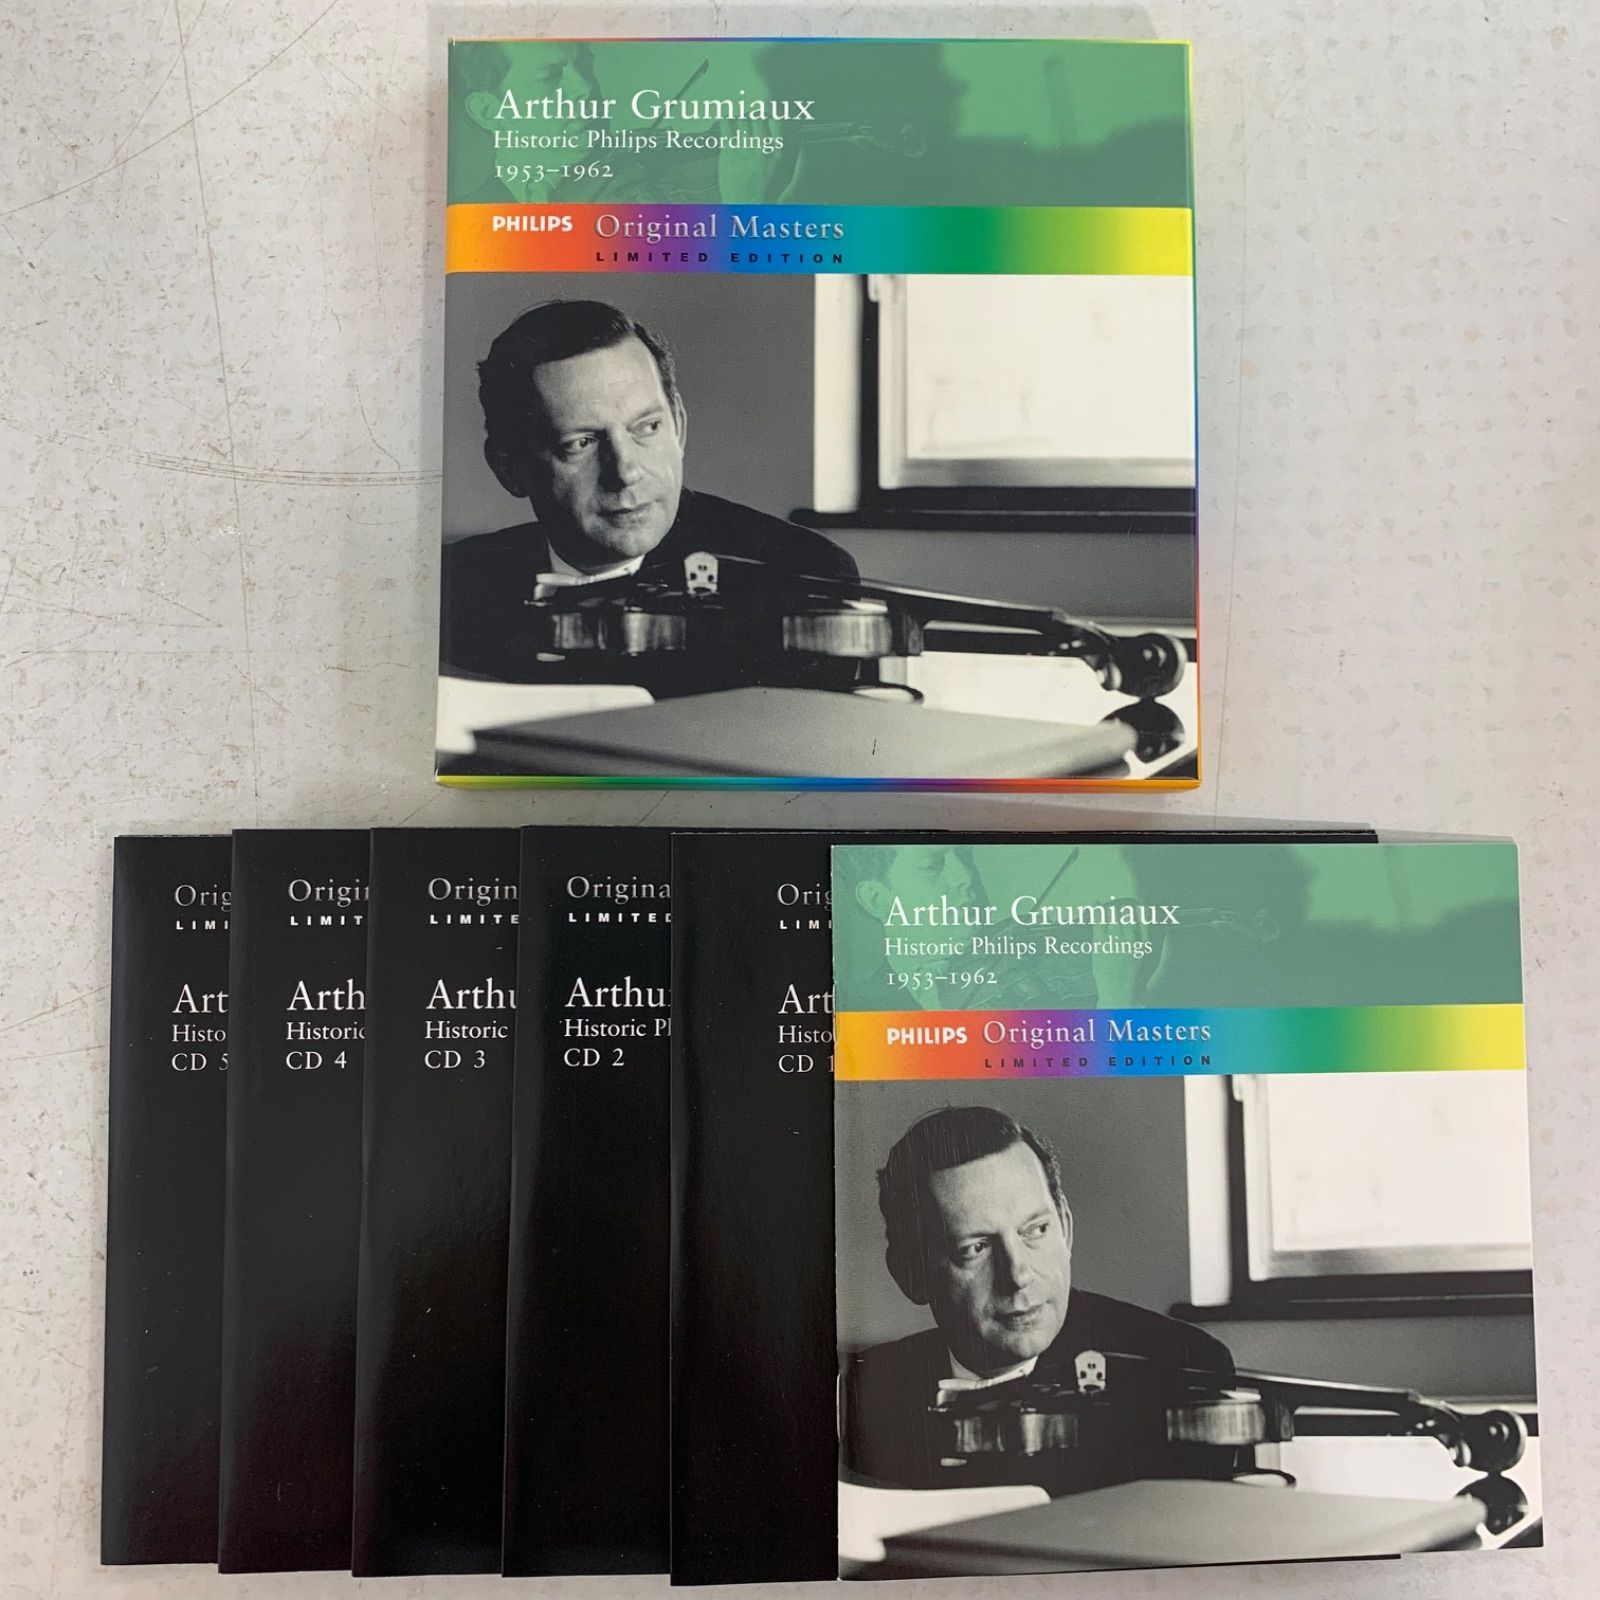 Arthur Grumiaux
Historic Philips Recordings
1953–1962
PHILIPS Original Masters
LIMITED EDITION
Orig
LIMI
Art
Histo
CD 5
Origin
LIMIT
Arth
Historic
CD 4
Origin
LIMITE
Arthu
Historic
CD 3
Origina
LIMITED
Arthu
Historic Pl
CD 2
Orig
LIMI
Art
Histo
CD 1
Arthur Grumiaux
Historic Philips Recordings
1953–1962
PHILIPS Original Masters
LIMITED EDITION